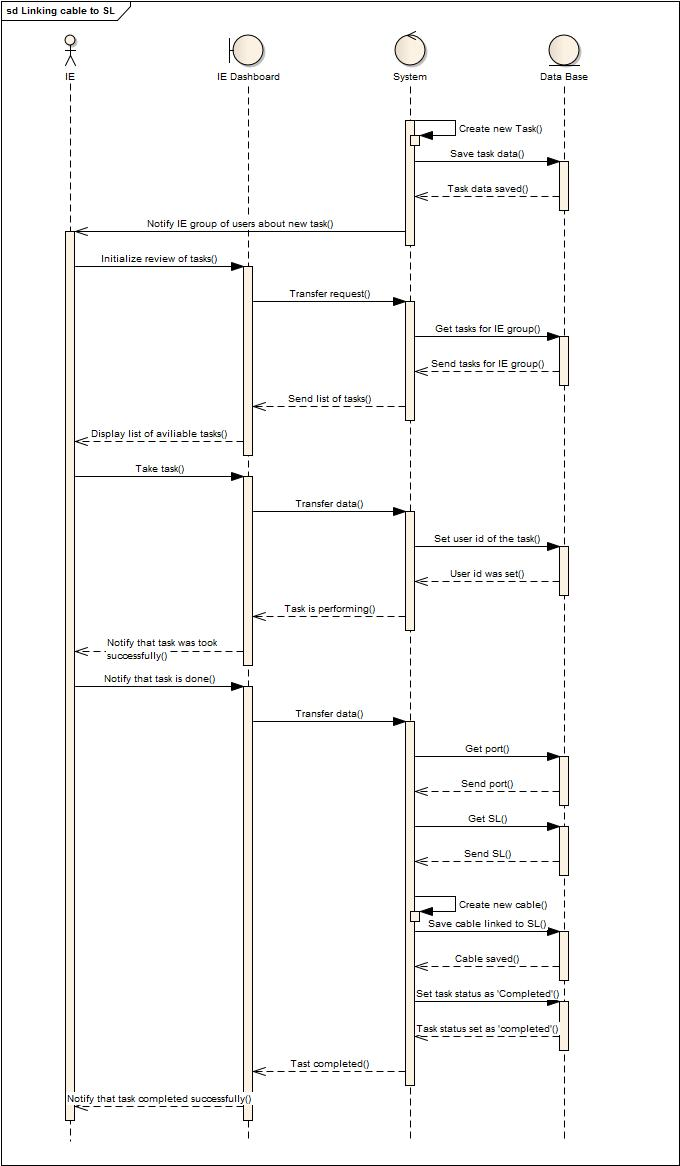 sd Linking cable to SL
IE
IE Dashboard
System
Data Base
Create new Task()
Save task data()
Task data saved()
Notify IE group of users about new task()
Initialize review of tasks()
Transfer request()
Get tasks for IE group()
Send tasks for IE group()
Send list of tasks()
Display list of aviliable tasks()
Take task()
Transfer data()
Set user id of the task()
User id was set()
Task is performing()
Notify that task was took
successfully()
Notify that task is done()
Transfer data()
Get port()
Send port()
Get SL()
Send SL()
Create new cable()
Save cable linked to SL()
Cable saved()
Set task status as 'Completed'()
Task status set as 'completed'()
Tast completed()
Notify that task completed successfully()